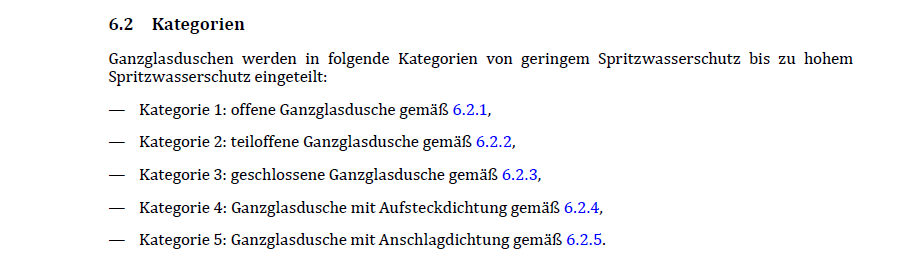 6.2 Kategorien
Ganzglasduschen werden in folgende Kategorien von geringem Spritzwasserschutz bis zu hohem
Spritzwasserschutz eingeteilt:
— Kategorie 1: offene Ganzglasdusche gemäß 6.2.1,
— Kategorie 2: teiloffene Ganzglasdusche gemäß 6.2.2,
— Kategorie 3: geschlossene Ganzglasdusche gemäß 6.2.3,
— Kategorie 4: Ganzglasdusche mit Aufsteckdichtung gemäß 6.2.4,
— Kategorie 5: Ganzglasdusche mit Anschlagdichtung gemäß 6.2.5.